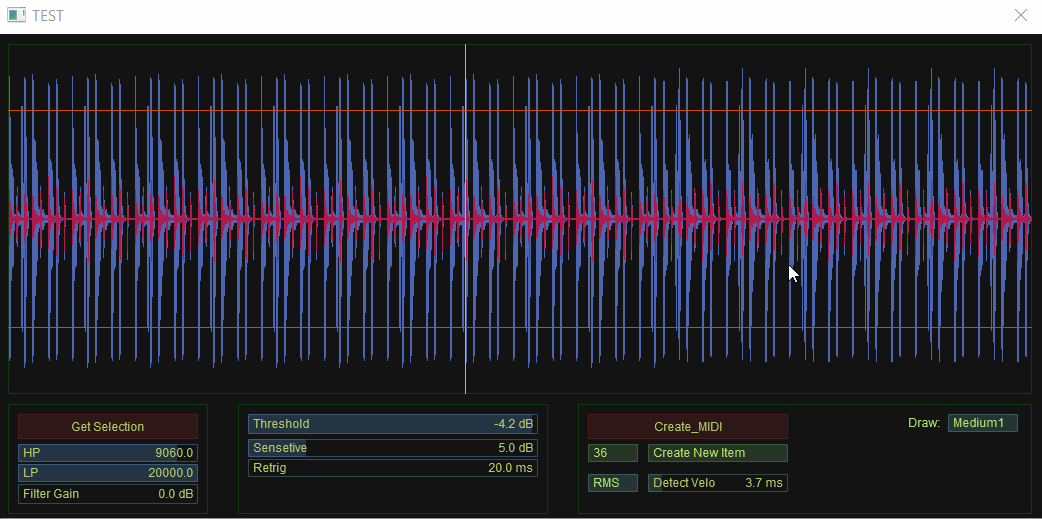 TEST
Get Selection
HP 9060.0
LP 20000.0
Filter Gain 0.0 dB
Threshold -4.2 dB
Sensetive 5.0 dB
Retrig 20.0 ms
Create_MIDI
36 Create New Item
RMS Detect Velo 3.7 ms
Draw: Medium1